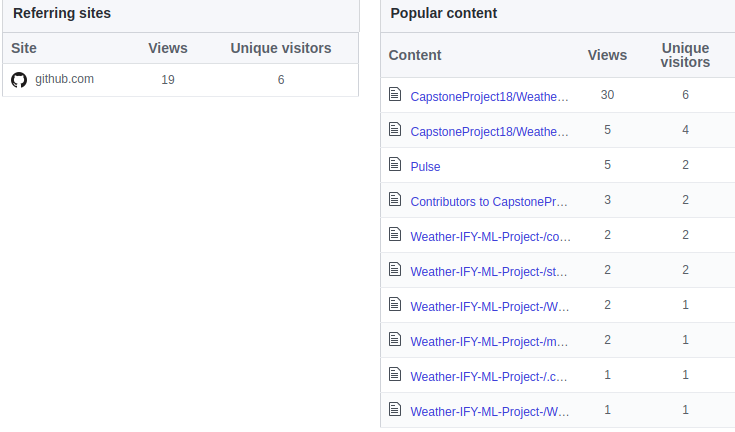 Referring sites
Site Views Unique visitors
github.com 19 6
Popular content
Content Views Unique visitors
CapstoneProject18/Weathe… 30 6
CapstoneProject18/Weathe… 5 4
Pulse 5 2
Contributors to CapstonePr… 3 2
Weather-IFY-ML-Project-/co… 2 2
Weather-IFY-ML-Project-/st… 2 2
Weather-IFY-ML-Project-/W… 2 1
Weather-IFY-ML-Project-/m… 2 1
Weather-IFY-ML-Project-/.c… 1 1
Weather-IFY-ML-Project-/W… 1 1